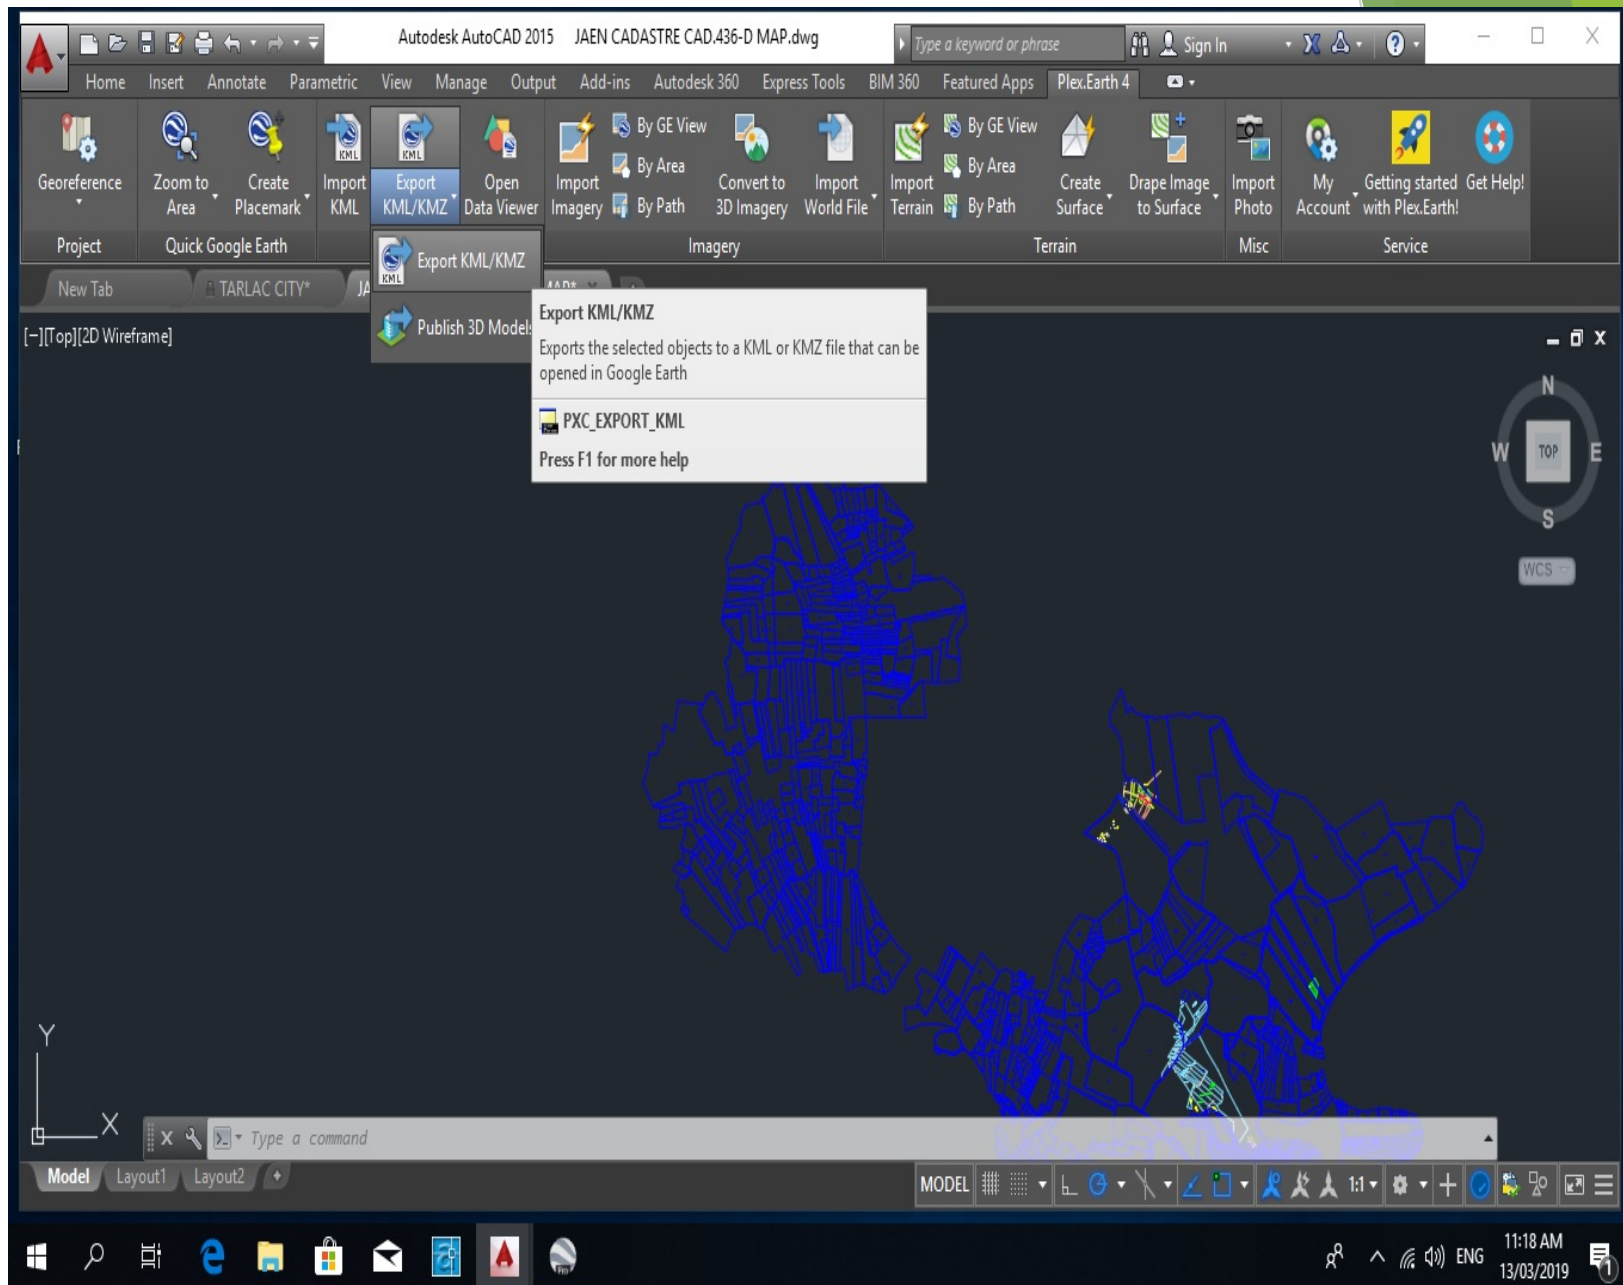 Autodesk AutoCAD 2015 JAEN CADASTRE CAD.436-D MAP.dwg
Type a keyword or phrase
Sign In
Home Insert Annotate Parametric View Manage Output Add-ins Autodesk 360 Express Tools BIM 360 Featured Apps Plex.Earth 4
Georeference
Zoom to Area
Create Placemark
KML
Import KML
KML
Export KML/KMZ
Open Data Viewer
Import Imagery
By GE View
By Area
By Path
Convert to 3D Imagery
Import World File
Import Terrain
By GE View
By Area
By Path
Create Surface
Drape Image to Surface
Import Photo
My Account
Getting started with Plex.Earth!
Get Help!
Project Quick Google Earth Imagery Terrain Misc Service
KML
Export KML/KMZ
Publish 3D Models
New Tab TARLAC CITY* JA MAP*
Export KML/KMZ
Exports the selected objects to a KML or KMZ file that can be
opened in Google Earth
PXC_EXPORT_KML
Press F1 for more help
[−][Top][2D Wireframe]
N
W TOP E
S
WCS
Y
X
Type a command
Model Layout1 Layout2
MODEL 1:1
Pro
ENG
11:18 AM
13/03/2019
1